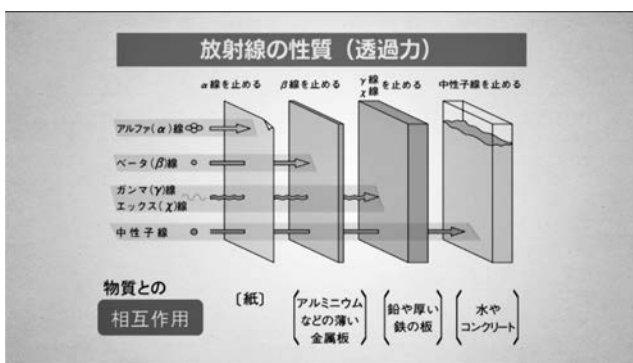 放射線の性質（透過力）
α線を止める
β線を止める
γ線
χ線 を止める
中性子線を止める
アルファ(α)線
ベータ(β)線
ガンマ(γ)線
エックス(χ)線
中性子線
物質との
相互作用
〔紙〕
（アルミニウム
などの薄い
金属板）
（鉛や厚い
鉄の板）
（水や
コンクリート）